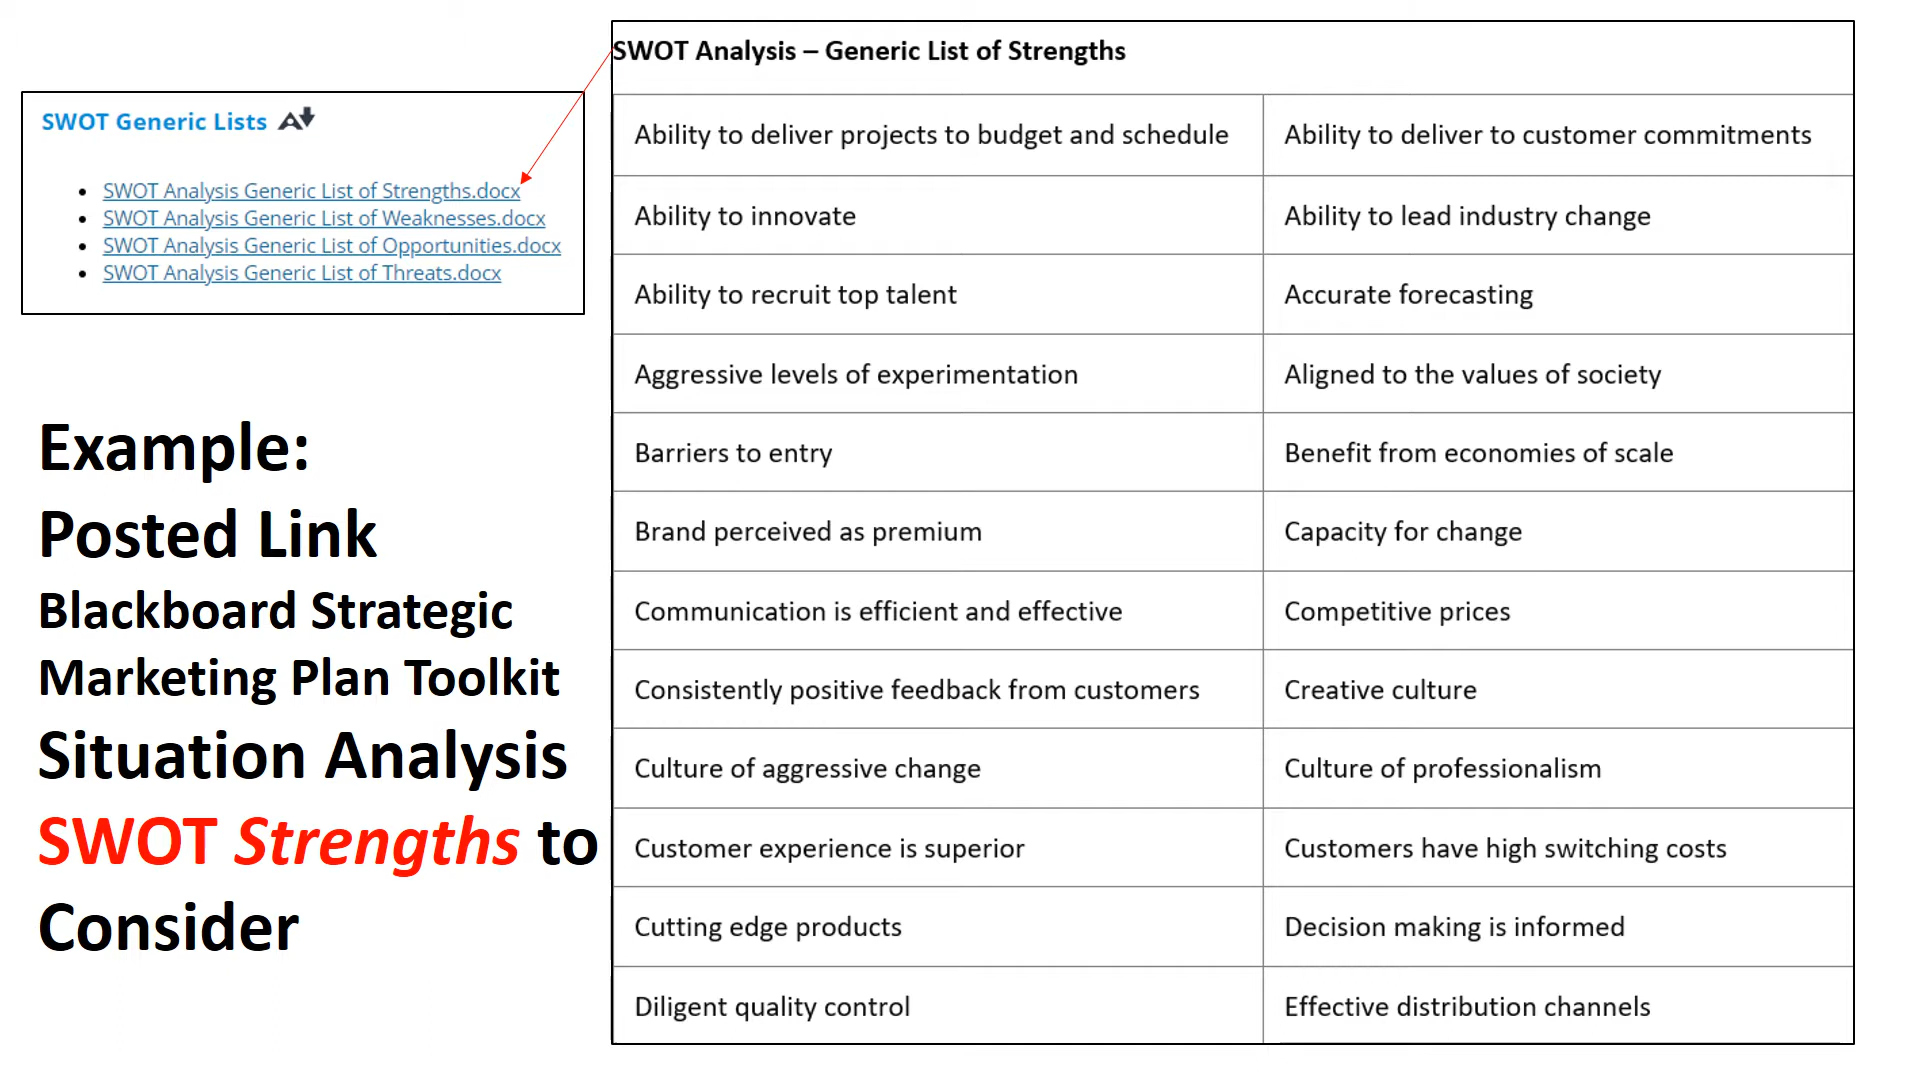 SWOT Generic Lists
SWOT Analysis Generic List of Strengths.docx
SWOT Analysis Generic List of Weaknesses.docx
SWOT Analysis Generic List of Opportunities.docx
SWOT Analysis Generic List of Threats.docx
Example:
Posted Link
Blackboard Strategic
Marketing Plan Toolkit
Situation Analysis
SWOT Strengths to
Consider
SWOT Analysis – Generic List of Strengths
Ability to deliver projects to budget and schedule
Ability to deliver to customer commitments
Ability to innovate
Ability to lead industry change
Ability to recruit top talent
Accurate forecasting
Aggressive levels of experimentation
Aligned to the values of society
Barriers to entry
Benefit from economies of scale
Brand perceived as premium
Capacity for change
Communication is efficient and effective
Competitive prices
Consistently positive feedback from customers
Creative culture
Culture of aggressive change
Culture of professionalism
Customer experience is superior
Customers have high switching costs
Cutting edge products
Decision making is informed
Diligent quality control
Effective distribution channels